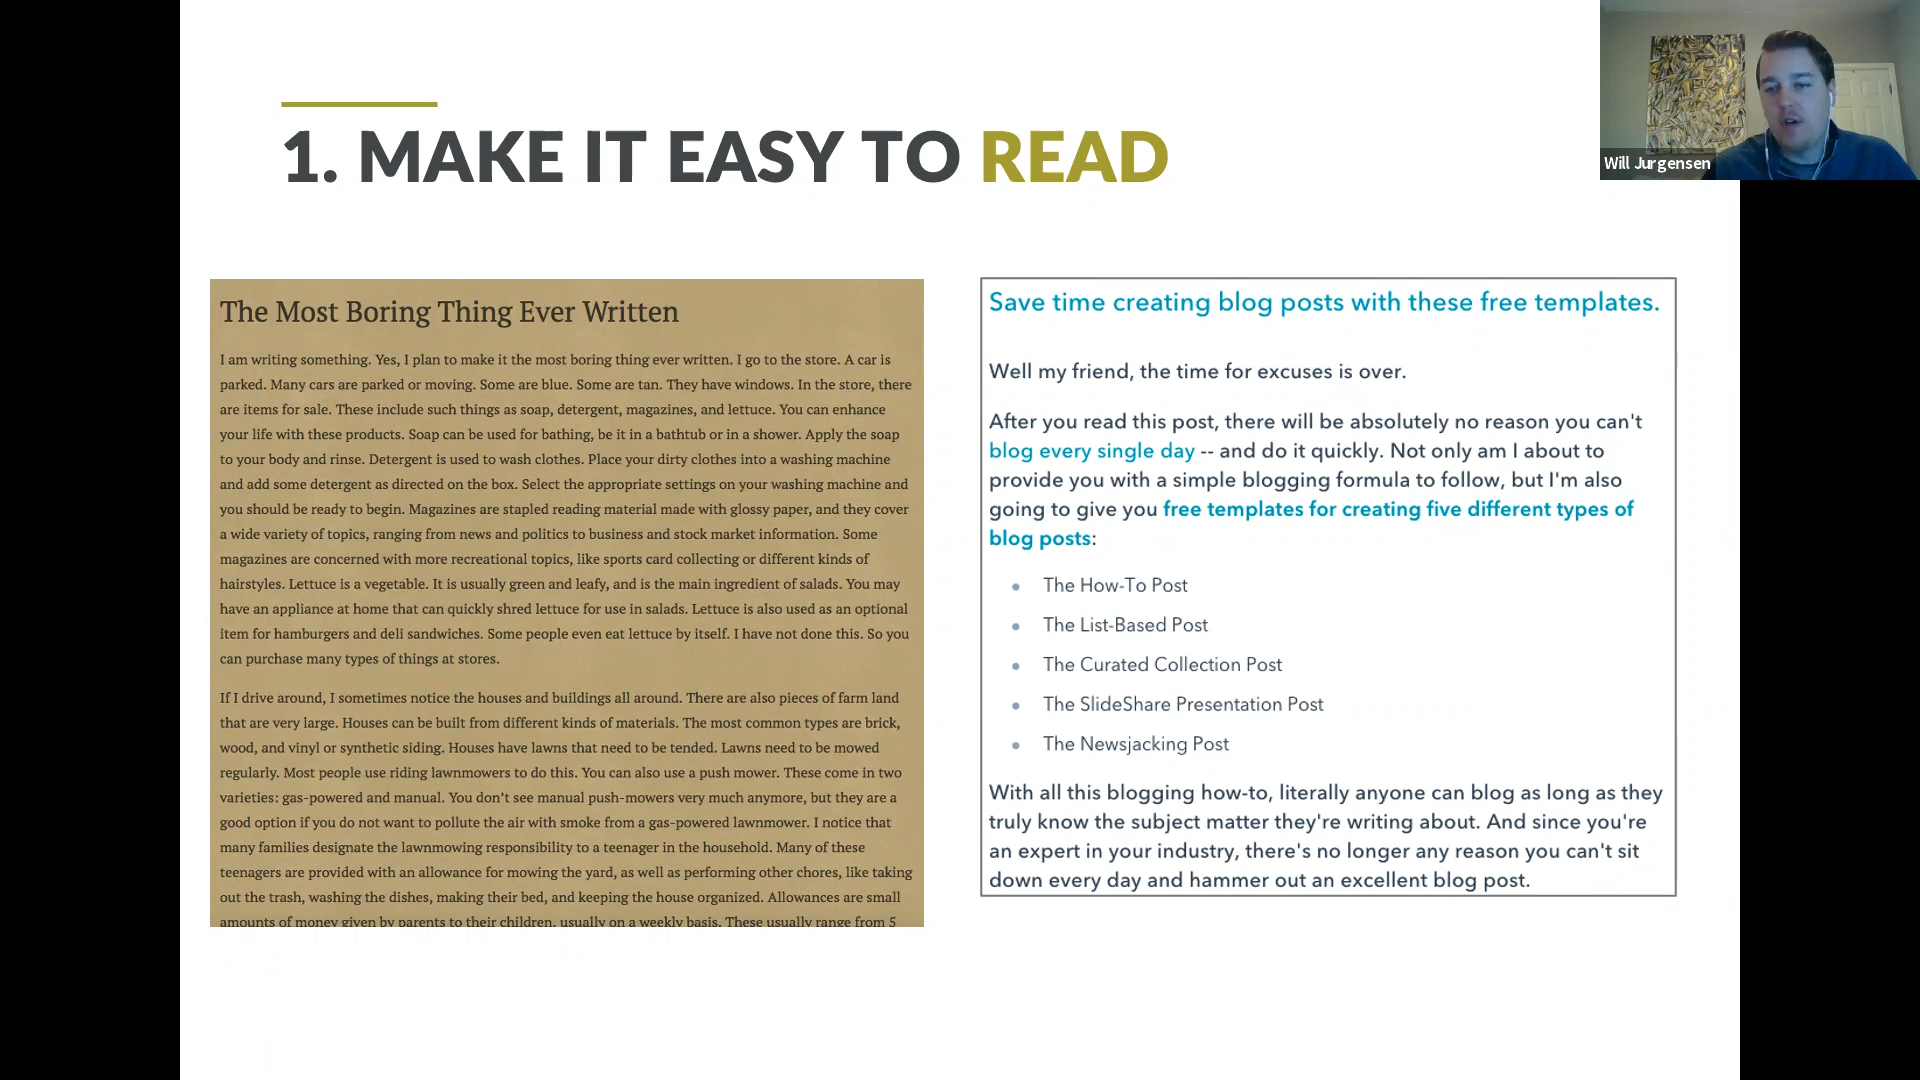 1. MAKE IT EASY TO READ
Will Jurgensen
The Most Boring Thing Ever Written
I am writing something. Yes, I plan to make it the most boring thing ever written. I go to the store. A car is
parked. Many cars are parked or moving. Some are blue. Some are tan. They have windows. In the store, there
are items for sale. These include such things as soap, detergent, magazines, and lettuce. You can enhance
your life with these products. Soap can be used for bathing, be it in a bathtub or in a shower. Apply the soap
to your body and rinse. Detergent is used to wash clothes. Place your dirty clothes into a washing machine
and add some detergent as directed on the box. Select the appropriate settings on your washing machine and
you should be ready to begin. Magazines are stapled reading material made with glossy paper, and they cover
a wide variety of topics, ranging from news and politics to business and stock market information. Some
magazines are concerned with more recreational topics, like sports card collecting or different kinds of
hairstyles. Lettuce is a vegetable. It is usually green and leafy, and is the main ingredient of salads. You may
have an appliance at home that can quickly shred lettuce for use in salads. Lettuce is also used as an optional
item for hamburgers and deli sandwiches. Some people even eat lettuce by itself. I have not done this. So you
can purchase many types of things at stores.
If I drive around, I sometimes notice the houses and buildings all around. There are also pieces of farm land
that are very large. Houses can be built from different kinds of materials. The most common types are brick,
wood, and vinyl or synthetic siding. Houses have lawns that need to be tended. Lawns need to be mowed
regularly. Most people use riding lawnmowers to do this. You can also use a push mower. These come in two
varieties: gas-powered and manual. You don't see manual push-mowers very much anymore, but they are a
good option if you do not want to pollute the air with smoke from a gas-powered lawnmower. I notice that
many families designate the lawnmowing responsibility to a teenager in the household. Many of these
teenagers are provided with an allowance for mowing the yard, as well as performing other chores, like taking
out the trash, washing the dishes, making their bed, and keeping the house organized. Allowances are small
amounts of money given by parents to their children, usually on a weekly basis. These usually range from 5
Save time creating blog posts with these free templates.
Well my friend, the time for excuses is over.
After you read this post, there will be absolutely no reason you can't
blog every single day -- and do it quickly. Not only am I about to
provide you with a simple blogging formula to follow, but I'm also
going to give you free templates for creating five different types of
blog posts:
• The How-To Post
• The List-Based Post
• The Curated Collection Post
• The SlideShare Presentation Post
• The Newsjacking Post
With all this blogging how-to, literally anyone can blog as long as they
truly know the subject matter they're writing about. And since you're
an expert in your industry, there's no longer any reason you can't sit
down every day and hammer out an excellent blog post.